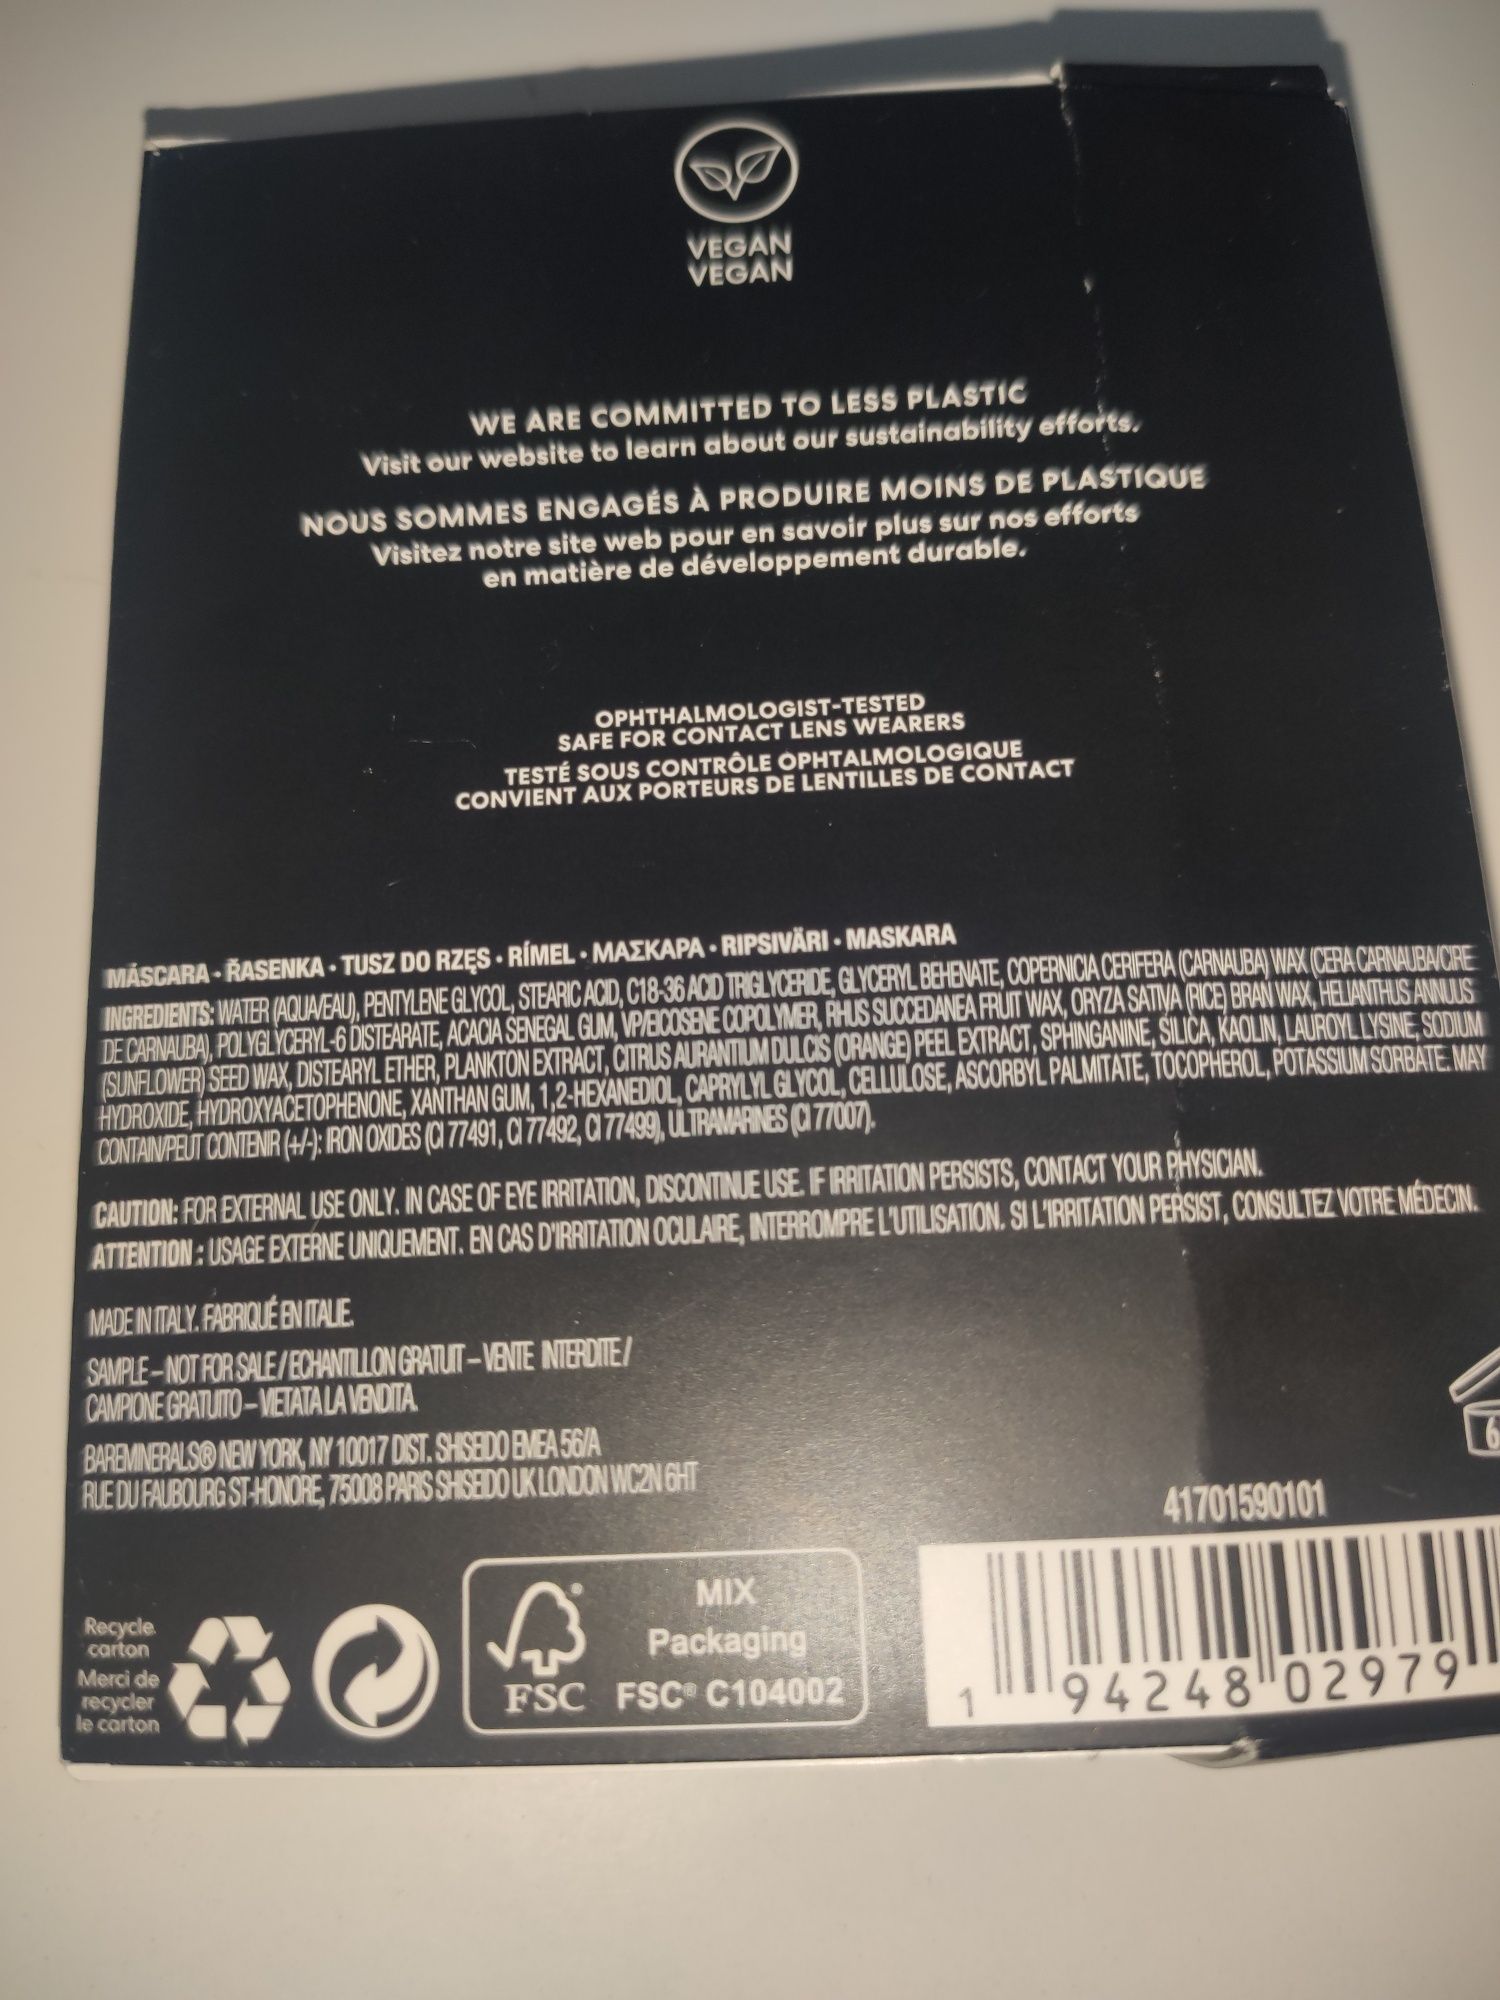 VEGAN
VEGAN
WE ARE COMMITTED TO LESS PLASTIC
Visit our website to learn about our sustainability efforts.
NOUS SOMMES ENGAGÉS À PRODUIRE MOINS DE PLASTIQUE
Visitez notre site web pour en savoir plus sur nos efforts
en matière de développement durable.
OPHTHALMOLOGIST-TESTED
SAFE FOR CONTACT LENS WEARERS
TESTÉ SOUS CONTRÔLE OPHTALMOLOGIQUE
CONVIENT AUX PORTEURS DE LENTILLES DE CONTACT
MÁSCARA • ŘASENKA • TUSZ DO RZĘS • RÍMEL • ΜΑΣΚΑΡΑ • RIPSIVÄRI • MASKARA
INGREDIENTS: WATER (AQUA/EAU), PENTYLENE GLYCOL, STEARIC ACID, C18-36 ACID TRIGLYCERIDE, GLYCERYL BEHENATE, COPERNICIA CERIFERA (CARNAUBA) WAX (CERA CARNAUBA/CIRE
DE CARNAUBA), POLYGLYCERYL-6 DISTEARATE, ACACIA SENEGAL GUM, VP/EICOSENE COPOLYMER, RHUS SUCCEDANEA FRUIT WAX, ORYZA SATIVA (RICE) BRAN WAX, HELIANTHUS ANNUUS
(SUNFLOWER) SEED WAX, DISTEARYL ETHER, PLANKTON EXTRACT, CITRUS AURANTIUM DULCIS (ORANGE) PEEL EXTRACT, SPHINGANINE, SILICA, KAOLIN, LAUROYL LYSINE, SODIUM
HYDROXIDE, HYDROXYACETOPHENONE, XANTHAN GUM, 1,2-HEXANEDIOL, CAPRYLYL GLYCOL, CELLULOSE, ASCORBYL PALMITATE, TOCOPHEROL, POTASSIUM SORBATE. MAY
CONTAIN/PEUT CONTENIR (+/-): IRON OXIDES (CI 77491, CI 77492, CI 77499), ULTRAMARINES (CI 77007).
CAUTION: FOR EXTERNAL USE ONLY. IN CASE OF EYE IRRITATION, DISCONTINUE USE. IF IRRITATION PERSISTS, CONTACT YOUR PHYSICIAN.
ATTENTION : USAGE EXTERNE UNIQUEMENT. EN CAS D'IRRITATION OCULAIRE, INTERROMPRE L'UTILISATION. SI L'IRRITATION PERSIST, CONSULTEZ VOTRE MÉDECIN.
MADE IN ITALY. FABRIQUÉ EN ITALIE.
SAMPLE – NOT FOR SALE / ECHANTILLON GRATUIT – VENTE INTERDITE /
CAMPIONE GRATUITO – VIETATA LA VENDITA.
BAREMINERALS® NEW YORK, NY 10017 DIST. SHISEIDO EMEA 56/A
RUE DU FAUBOURG ST-HONORE, 75008 PARIS SHISEIDO UK LONDON WC2N 6HT
6
41701590101
Recycle
carton
Merci de
recycler
le carton
FSC
MIX
Packaging
FSC® C104002
1 94248 02979